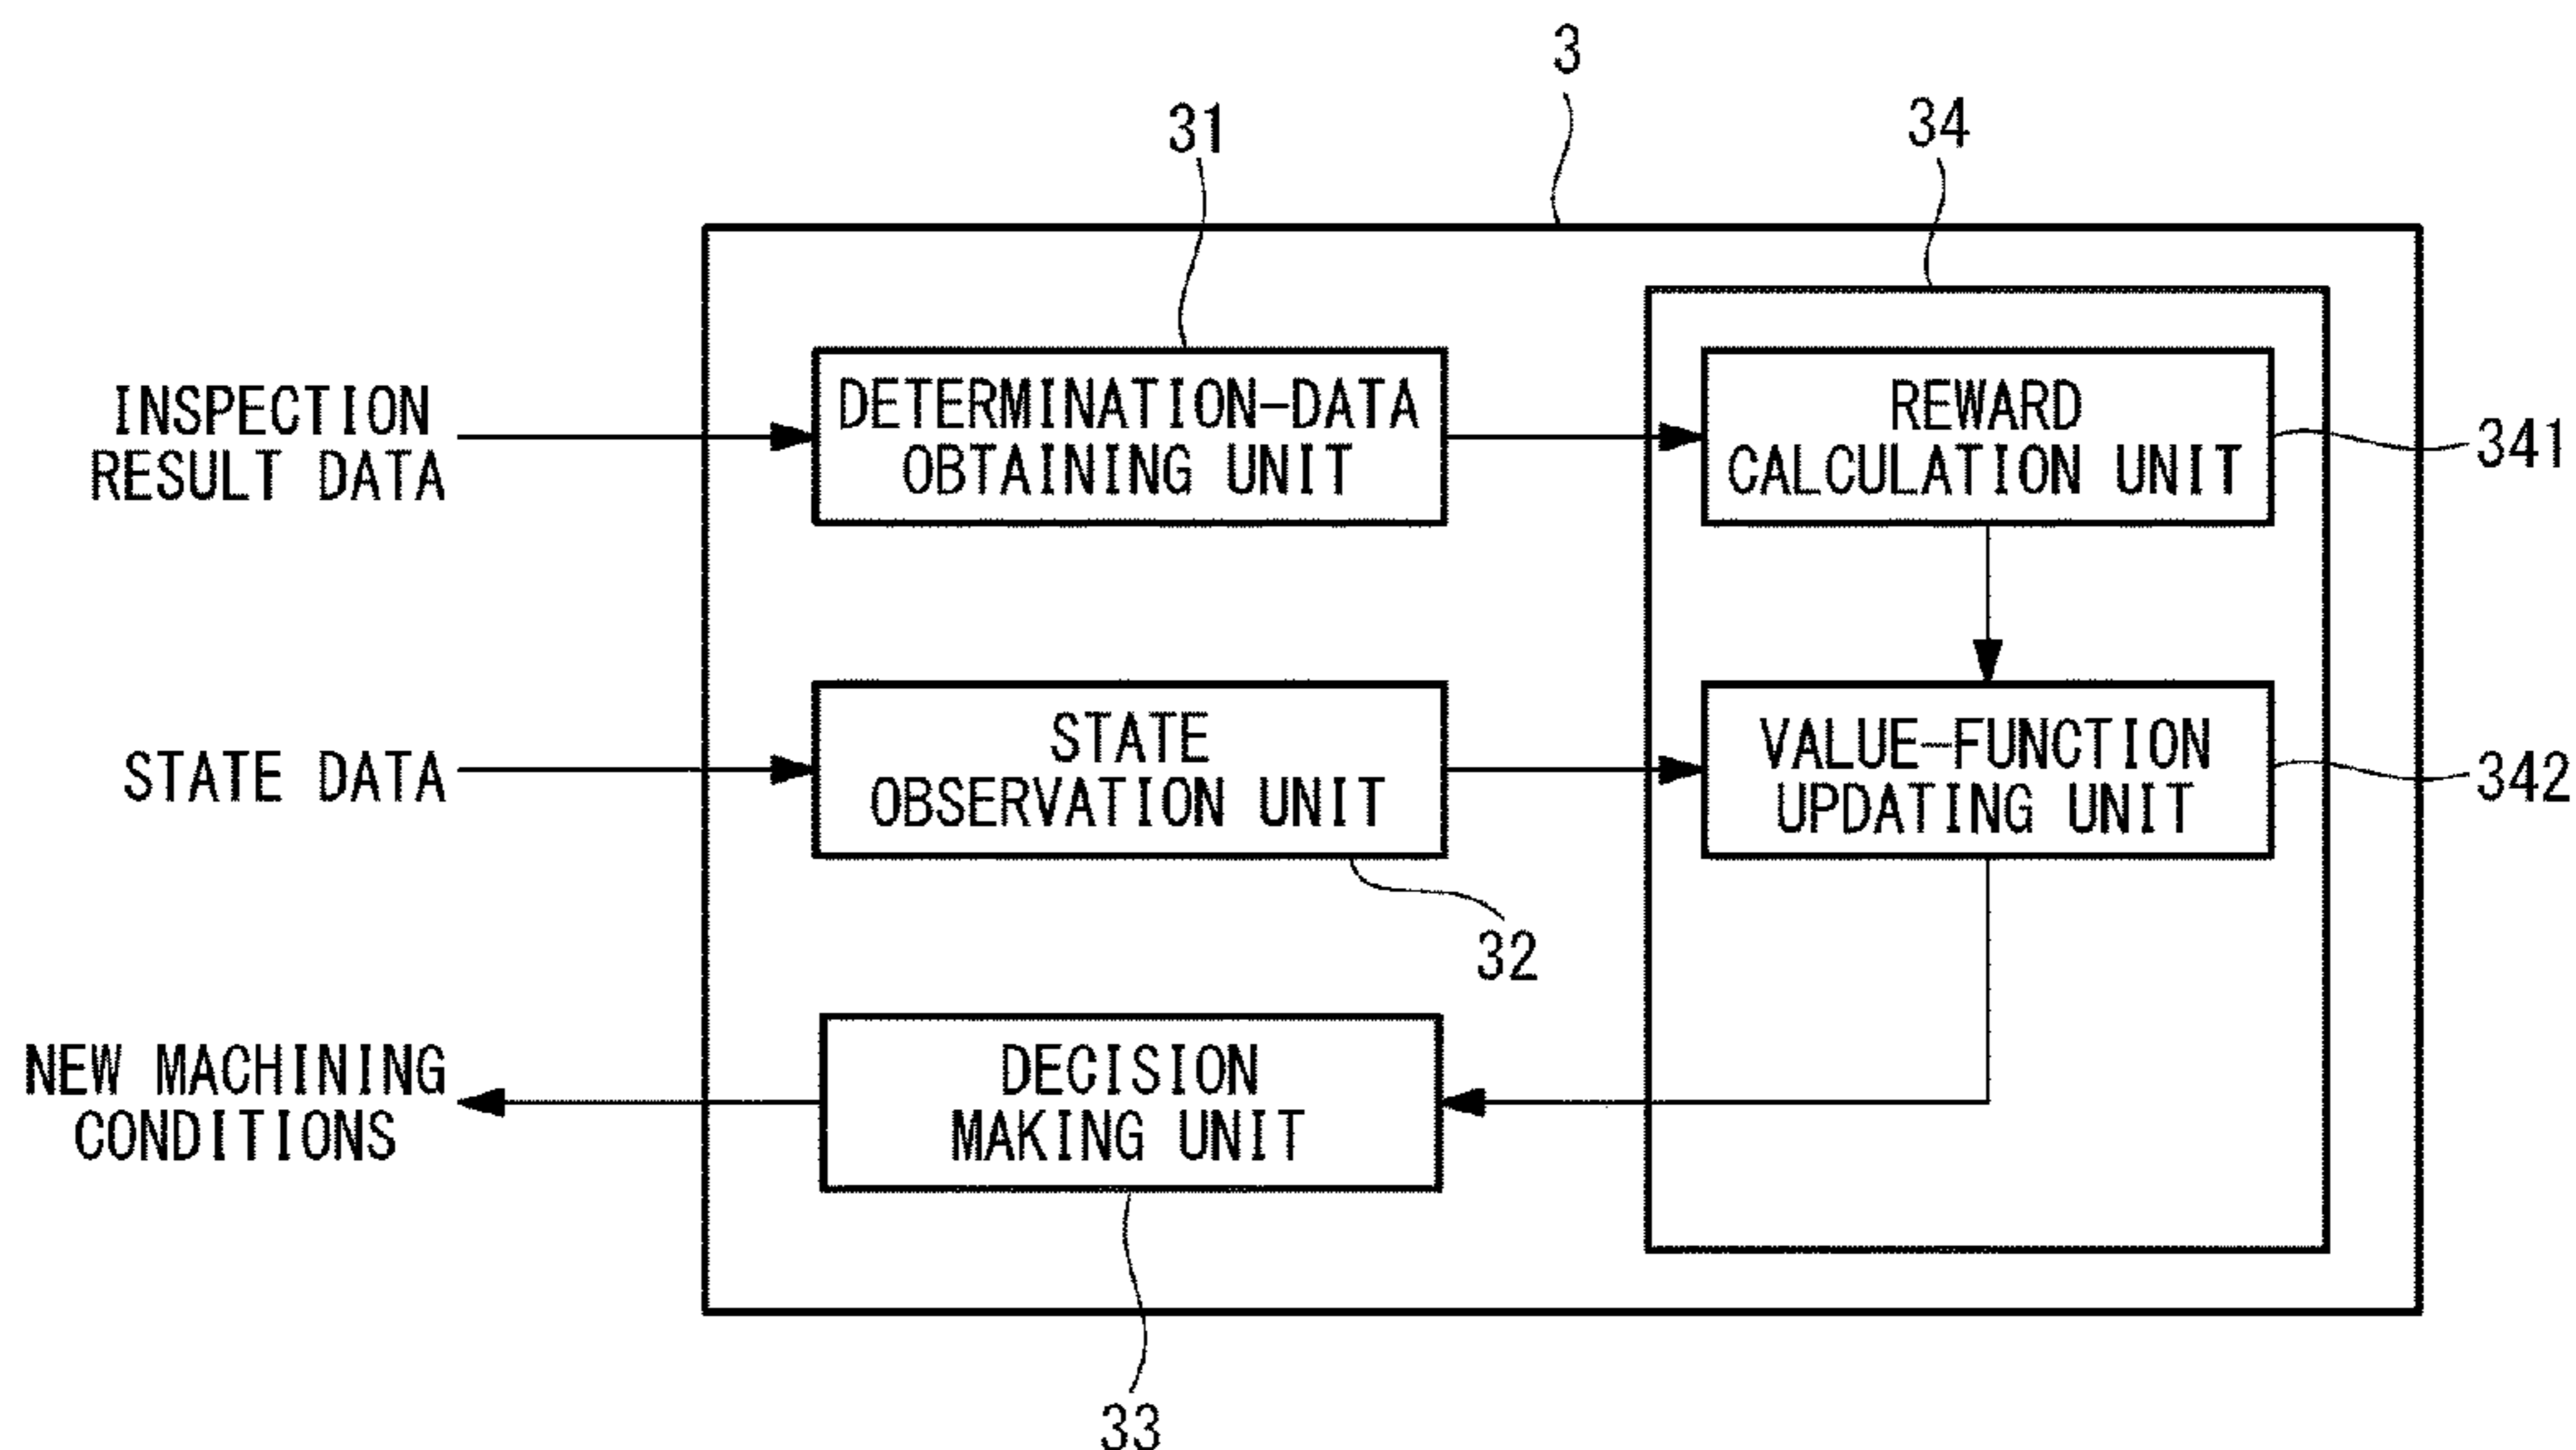 3
31
34
INSPECTION
RESULT DATA
DETERMINATION-DATA
OBTAINING UNIT
REWARD
CALCULATION UNIT
341
STATE DATA
STATE
OBSERVATION UNIT
VALUE-FUNCTION
UPDATING UNIT
342
32
NEW MACHINING
CONDITIONS
DECISION
MAKING UNIT
33